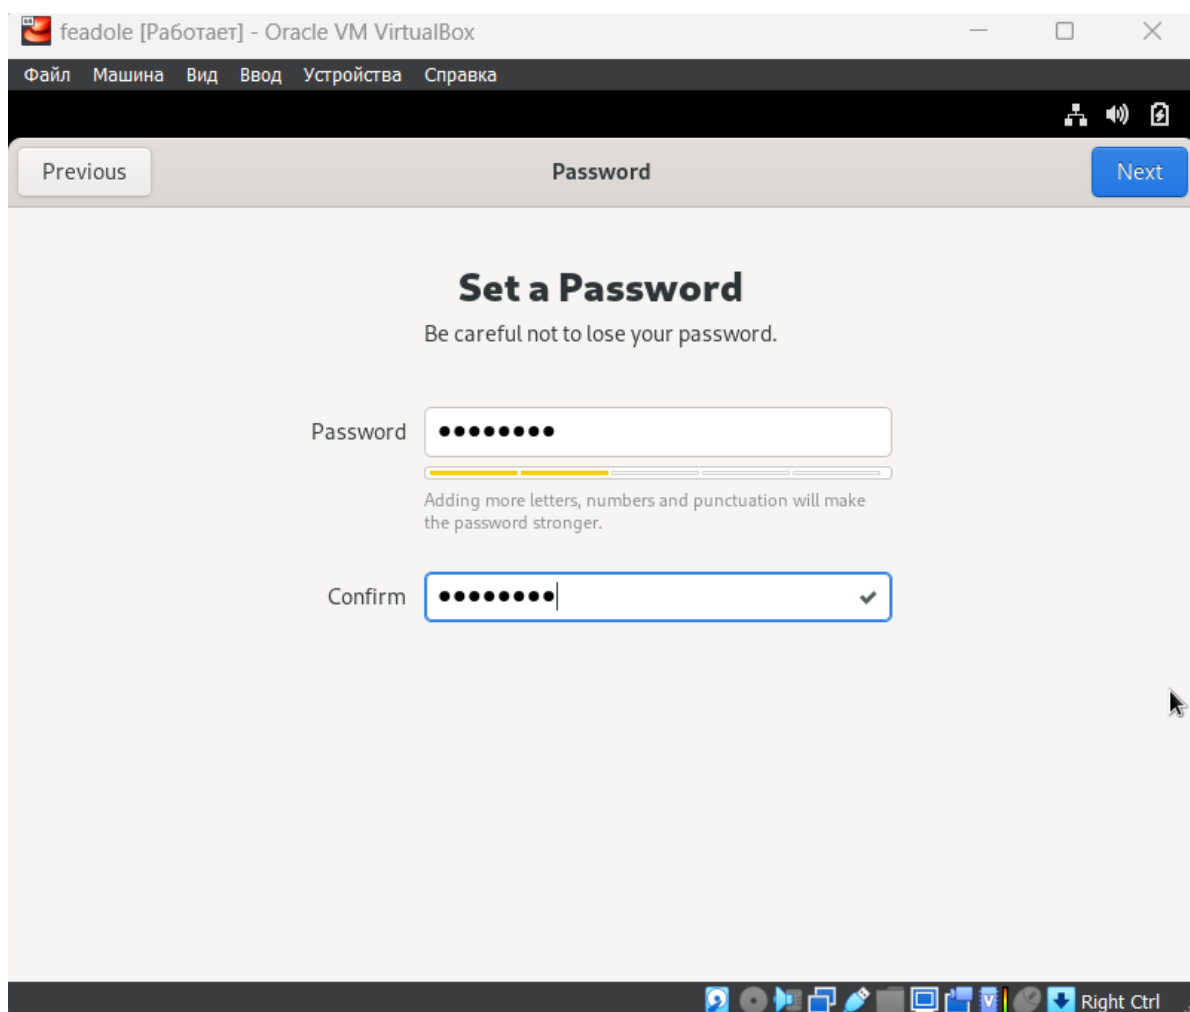 feadole [Работает] - Oracle VM VirtualBox
Файл Машина Вид Ввод Устройства Справка
Previous Password Next
Set a Password
Be careful not to lose your password.
Password ●●●●●●●●
Adding more letters, numbers and punctuation will make
the password stronger.
Confirm ●●●●●●●●
Right Ctrl